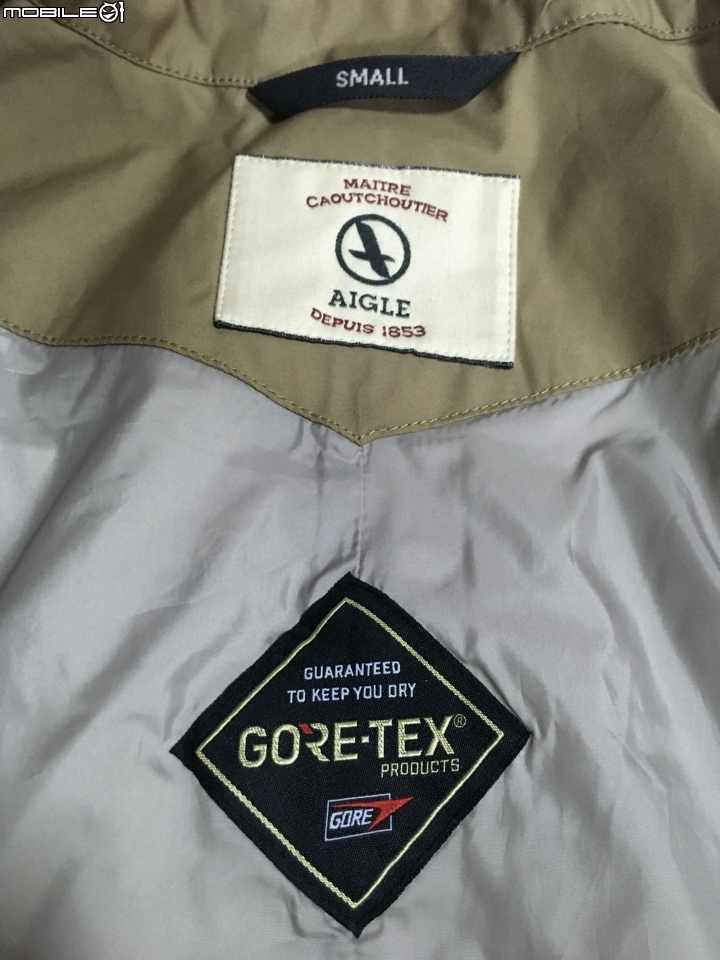 MOBILE01
SMALL
MAITRE
CAOUTCHOUTIER
AIGLE
DEPUIS 1853
GUARANTEED
TO KEEP YOU DRY
GORE-TEX®
PRODUCTS
GORE